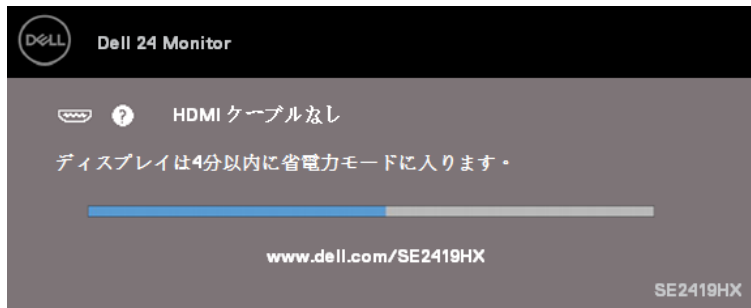 DELL
Dell 24 Monitor
? HDMI ケーブルなし
ディスプレイは4分以内に省電力モードに入ります。
www.dell.com/SE2419HX
SE2419HX